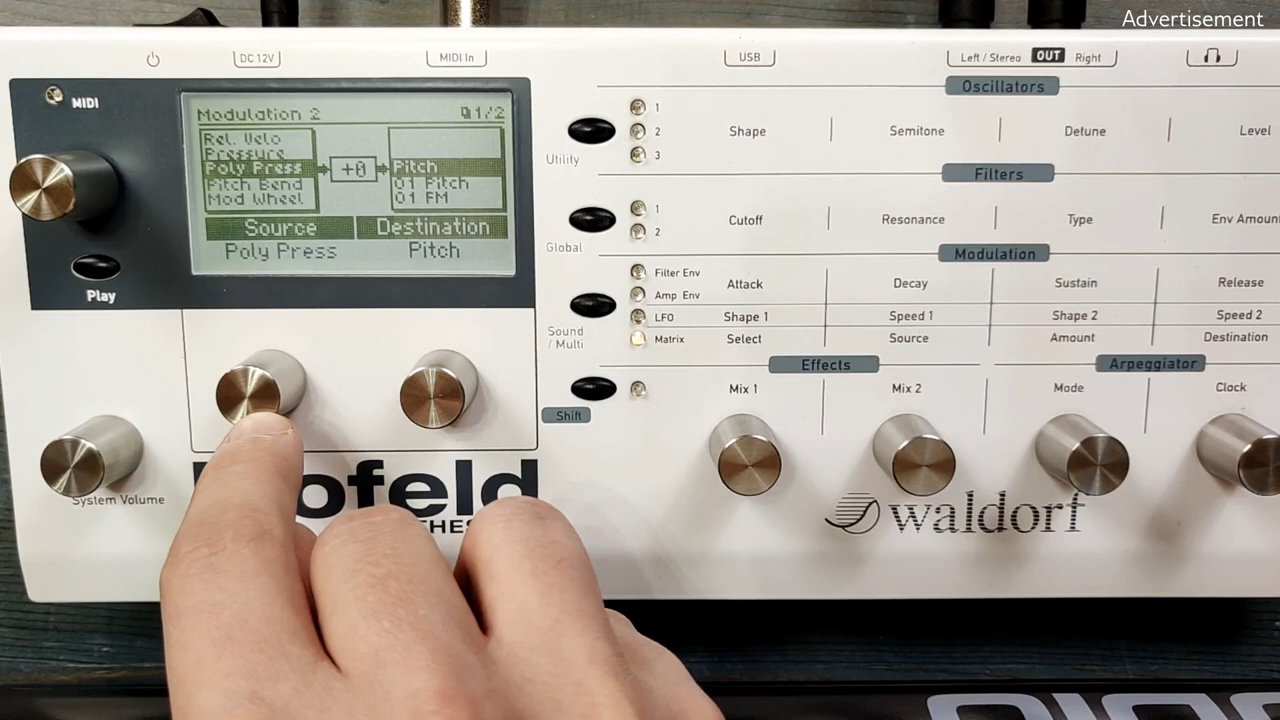 Advertisement
DC 12V
MIDI In
USB
Left / Stereo OUT Right
MIDI
Modulation 2
1/2
Rel. Velo
Pressure
Poly Press
Pitch Bend
Mod Wheel
+0
Pitch
O1 Pitch
O1 FM
Source Destination
Poly Press Pitch
Play
System Volume
Oscillators
1
2
3
Utility
Shape Semitone Detune Level
Filters
1
2
Global
Cutoff Resonance Type Env Amoun
Modulation
Filter Env
Amp Env
Attack Decay Sustain Release
LFO Shape 1 Speed 1 Shape 2 Speed 2
Sound
/ Multi
Matrix Select Source Amount Destination
Effects Arpeggiator
Shift
Mix 1 Mix 2 Mode Clock
ofeld
HES
waldorf